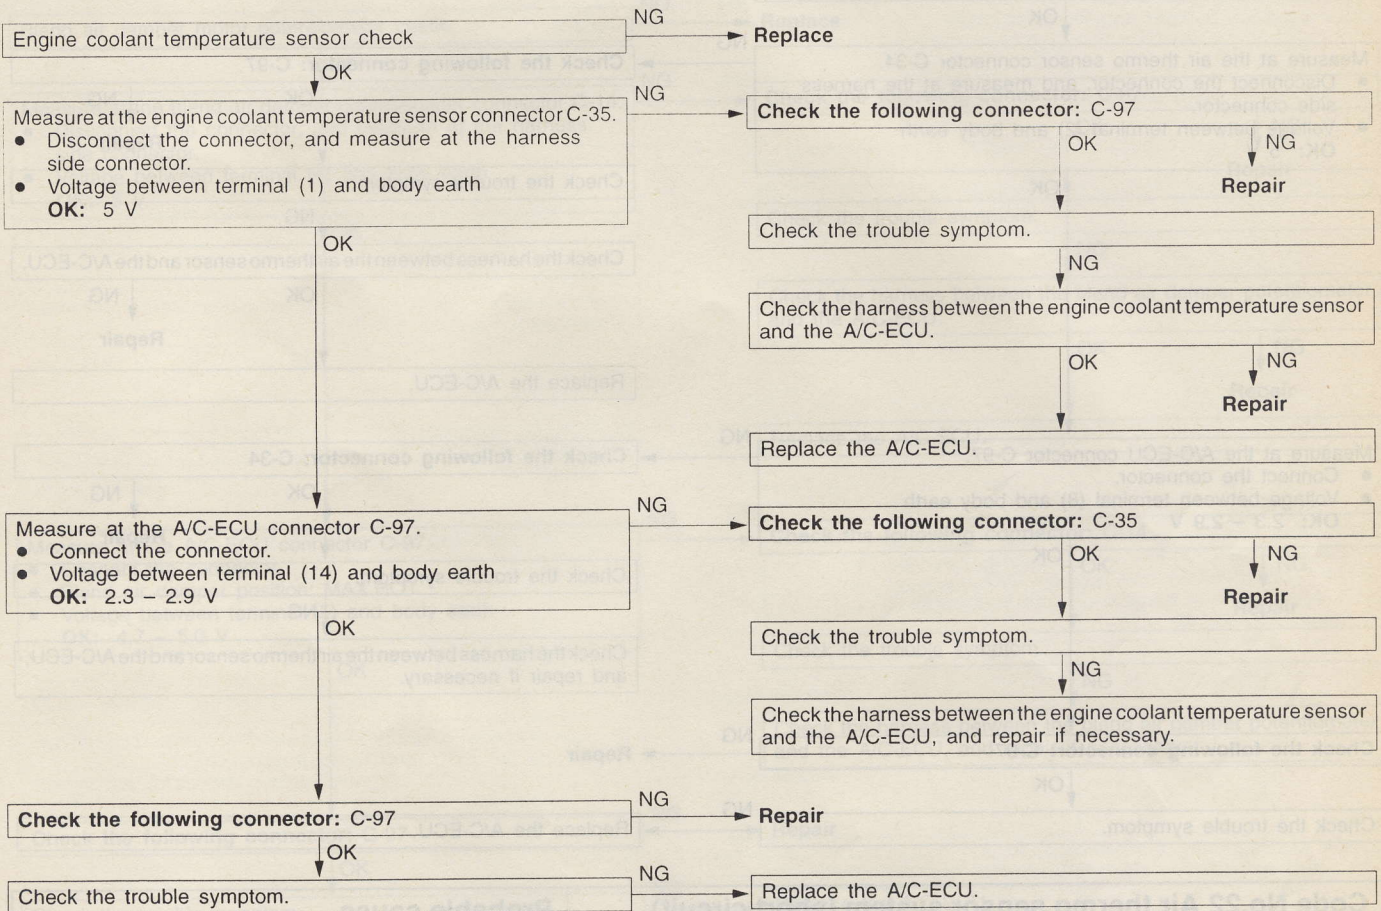 Engine coolant temperature sensor check
NG
Replace
OK
Measure at the engine coolant temperature sensor connector C-35.
● Disconnect the connector, and measure at the harness
side connector.
● Voltage between terminal (1) and body earth
OK: 5 V
NG
Check the following connector: C-97
OK
NG
Repair
Check the trouble symptom.
NG
Check the harness between the engine coolant temperature sensor
and the A/C-ECU.
OK
NG
Repair
Replace the A/C-ECU.
OK
Measure at the A/C-ECU connector C-97.
● Connect the connector.
● Voltage between terminal (14) and body earth
OK: 2.3 – 2.9 V
NG
Check the following connector: C-35
OK
NG
Repair
Check the trouble symptom.
NG
Check the harness between the engine coolant temperature sensor
and the A/C-ECU, and repair if necessary.
OK
Check the following connector: C-97
NG
Repair
OK
Check the trouble symptom.
NG
Replace the A/C-ECU.